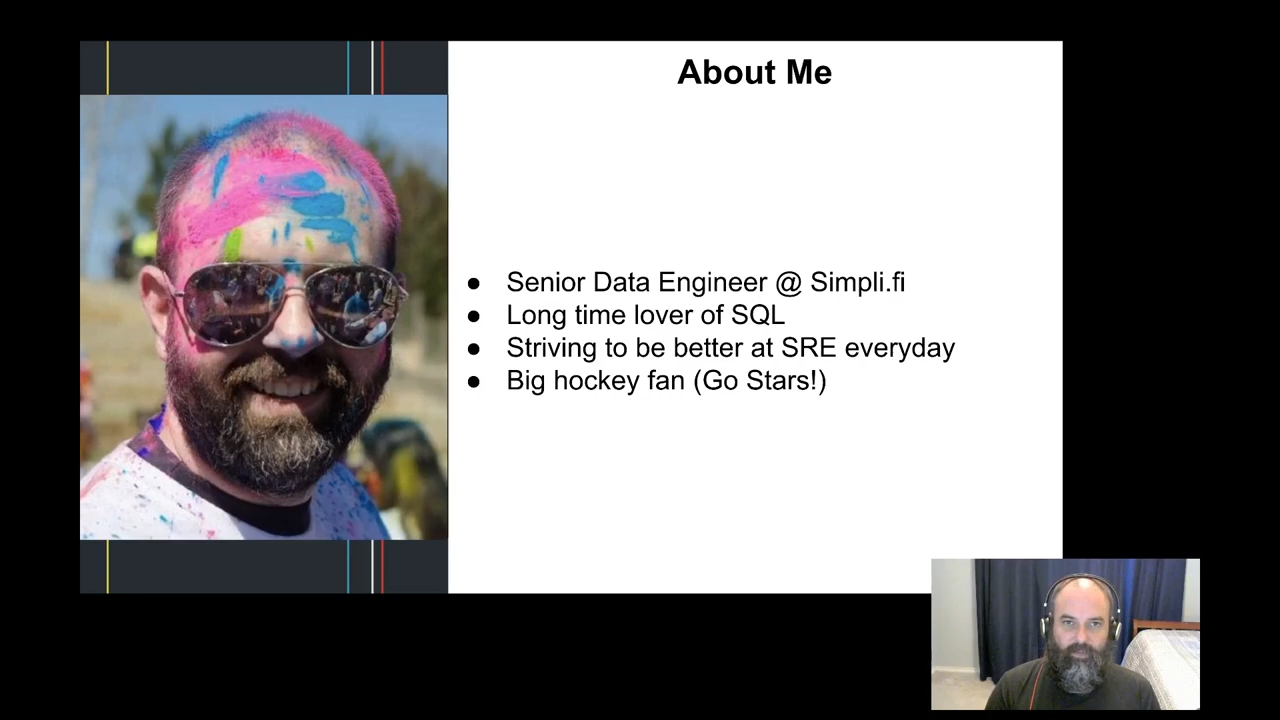 About Me
● Senior Data Engineer @ Simpli.fi
● Long time lover of SQL
● Striving to be better at SRE everyday
● Big hockey fan (Go Stars!)